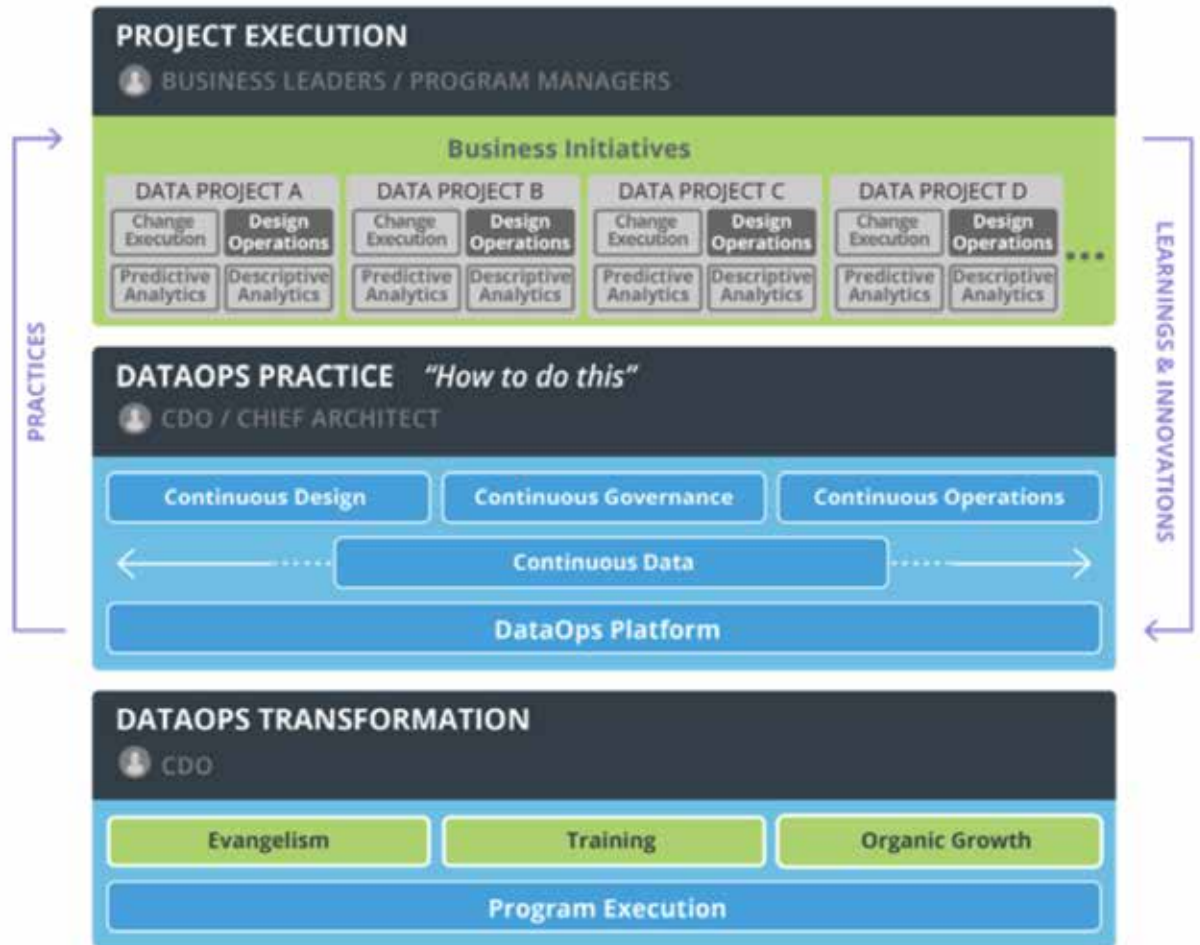 PROJECT EXECUTION
BUSINESS LEADERS / PROGRAM MANAGERS
Business Initiatives
DATA PROJECT A
Change
Execution
Design
Operations
Predictive
Analytics
Descriptive
Analytics
DATA PROJECT B
Change
Execution
Design
Operations
Predictive
Analytics
Descriptive
Analytics
DATA PROJECT C
Change
Execution
Design
Operations
Predictive
Analytics
Descriptive
Analytics
DATA PROJECT D
Change
Execution
Design
Operations
Predictive
Analytics
Descriptive
Analytics
...
PRACTICES
LEARNINGS & INNOVATIONS
DATAOPS PRACTICE "How to do this"
CDO / CHIEF ARCHITECT
Continuous Design
Continuous Governance
Continuous Operations
Continuous Data
DataOps Platform
DATAOPS TRANSFORMATION
CDO
Evangelism
Training
Organic Growth
Program Execution